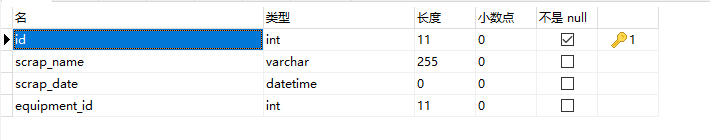 名 类型 长度 小数点 不是 null
id int 11 0 1
scrap_name varchar 255 0
scrap_date datetime 0 0
equipment_id int 11 0